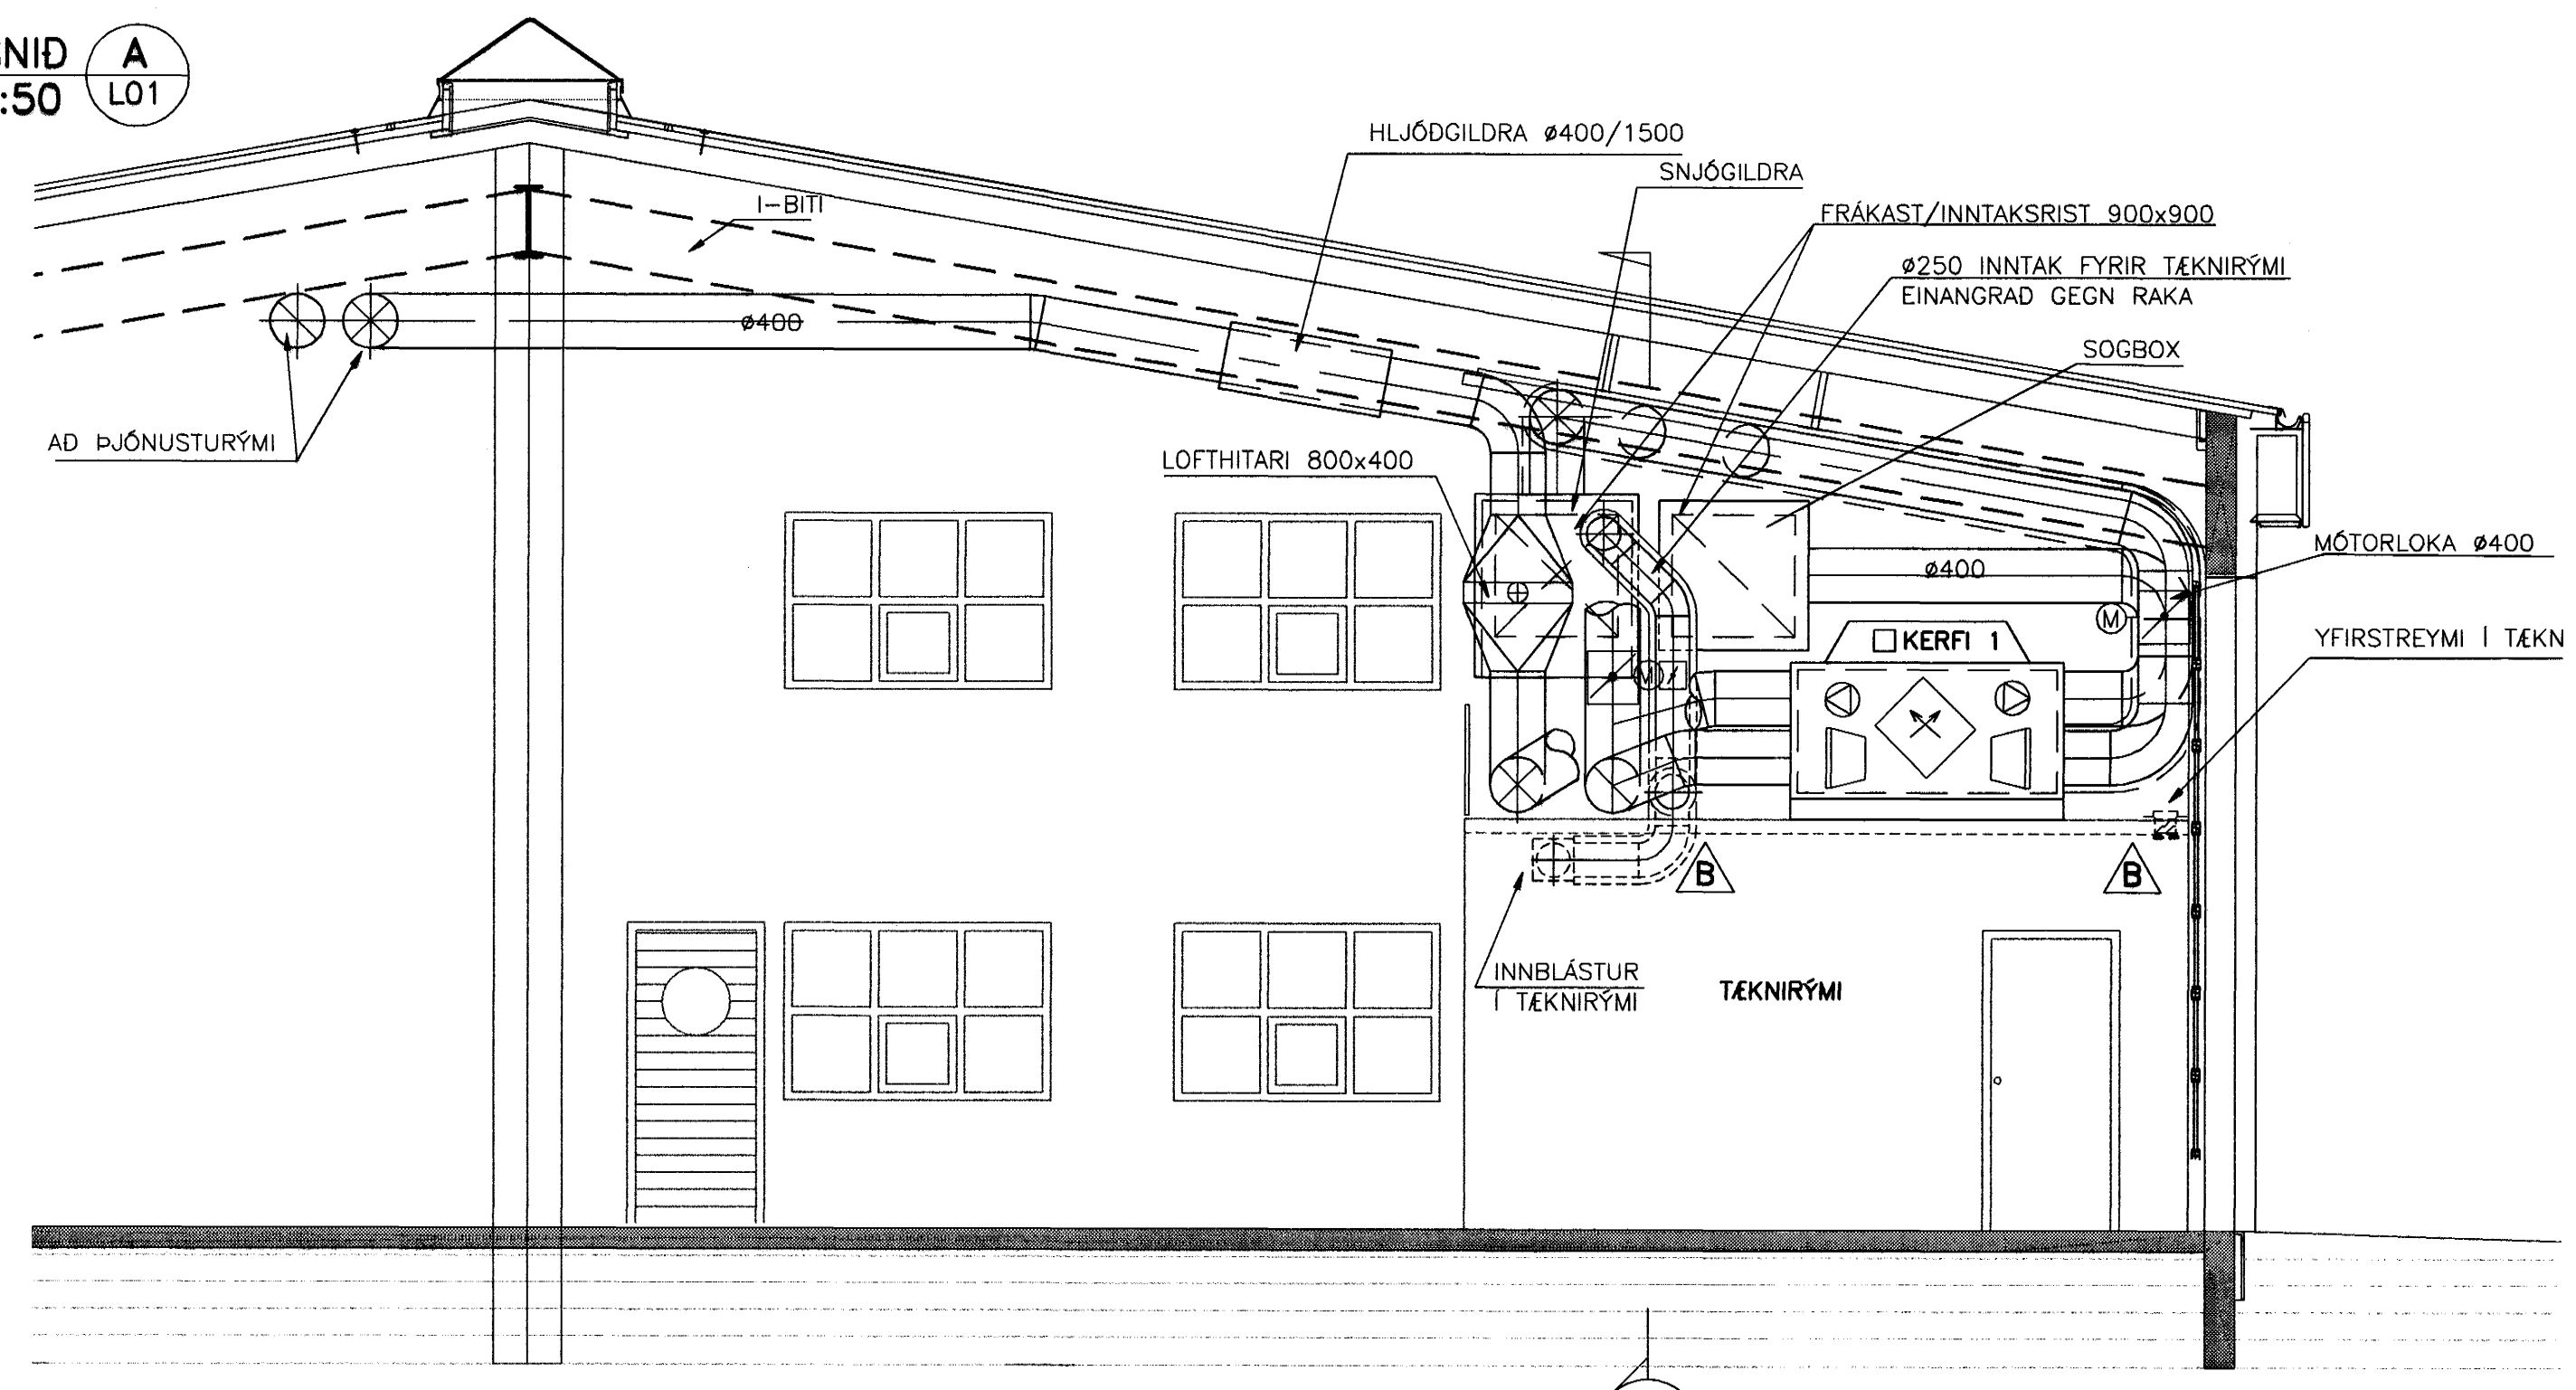 NIÐ
:50
A
L01
HLJÓÐGILDRA ø400/1500
SNJÓGILDRA
I-BITI
FRÁKAST/INNTAKSRIST 900x900
ø250 INNTAK FYRIR TÆKNIRÝMI
EINANGRAÐ GEGN RAKA
ø400
SOGBOX
AÐ ÞJÓNUSTURÝMI
LOFTHITARI 800x400
MÓTORLOKA ø400
ø400
M
KERFI 1
YFIRSTREYMI Í TÆKN
M
B
B
INNBLÁSTUR
Í TÆKNIRÝMI
TÆKNIRÝMI